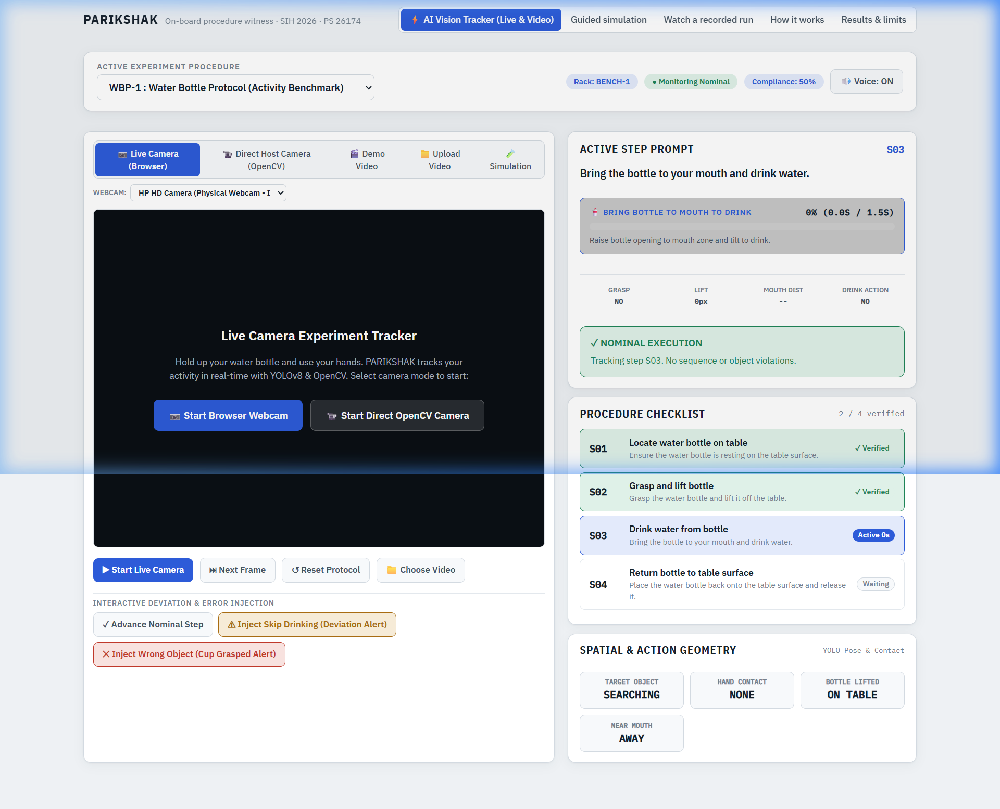 PARIKSHAK On-board procedure witness · SIH 2026 · PS 26174
AI Vision Tracker (Live & Video) Guided simulation Watch a recorded run How it works Results & limits
ACTIVE EXPERIMENT PROCEDURE
WBP-1 : Water Bottle Protocol (Activity Benchmark)
Rack: BENCH-1 ● Monitoring Nominal Compliance: 50% Voice: ON
Live Camera (Browser)
Direct Host Camera (OpenCV)
Demo Video
Upload Video
Simulation
WEBCAM: HP HD Camera (Physical Webcam - I
Live Camera Experiment Tracker
Hold up your water bottle and use your hands. PARIKSHAK tracks your
activity in real-time with YOLOv8 & OpenCV. Select camera mode to start:
Start Browser Webcam Start Direct OpenCV Camera
▶ Start Live Camera ⏭ Next Frame ↺ Reset Protocol Choose Video
INTERACTIVE DEVIATION & ERROR INJECTION
✓ Advance Nominal Step ⚠ Inject Skip Drinking (Deviation Alert)
✕ Inject Wrong Object (Cup Grasped Alert)
ACTIVE STEP PROMPT S03
Bring the bottle to your mouth and drink water.
BRING BOTTLE TO MOUTH TO DRINK 0% (0.0S / 1.5S)
Raise bottle opening to mouth zone and tilt to drink.
GRASP LIFT MOUTH DIST DRINK ACTION
NO 0px -- NO
✓ NOMINAL EXECUTION
Tracking step S03. No sequence or object violations.
PROCEDURE CHECKLIST 2 / 4 verified
S01 Locate water bottle on table ✓ Verified
Ensure the water bottle is resting on the table surface.
S02 Grasp and lift bottle ✓ Verified
Grasp the water bottle and lift it off the table.
S03 Drink water from bottle Active 0s
Bring the bottle to your mouth and drink water.
S04 Return bottle to table surface Waiting
Place the water bottle back onto the table surface and release
it.
SPATIAL & ACTION GEOMETRY YOLO Pose & Contact
TARGET OBJECT HAND CONTACT BOTTLE LIFTED
SEARCHING NONE ON TABLE
NEAR MOUTH
AWAY